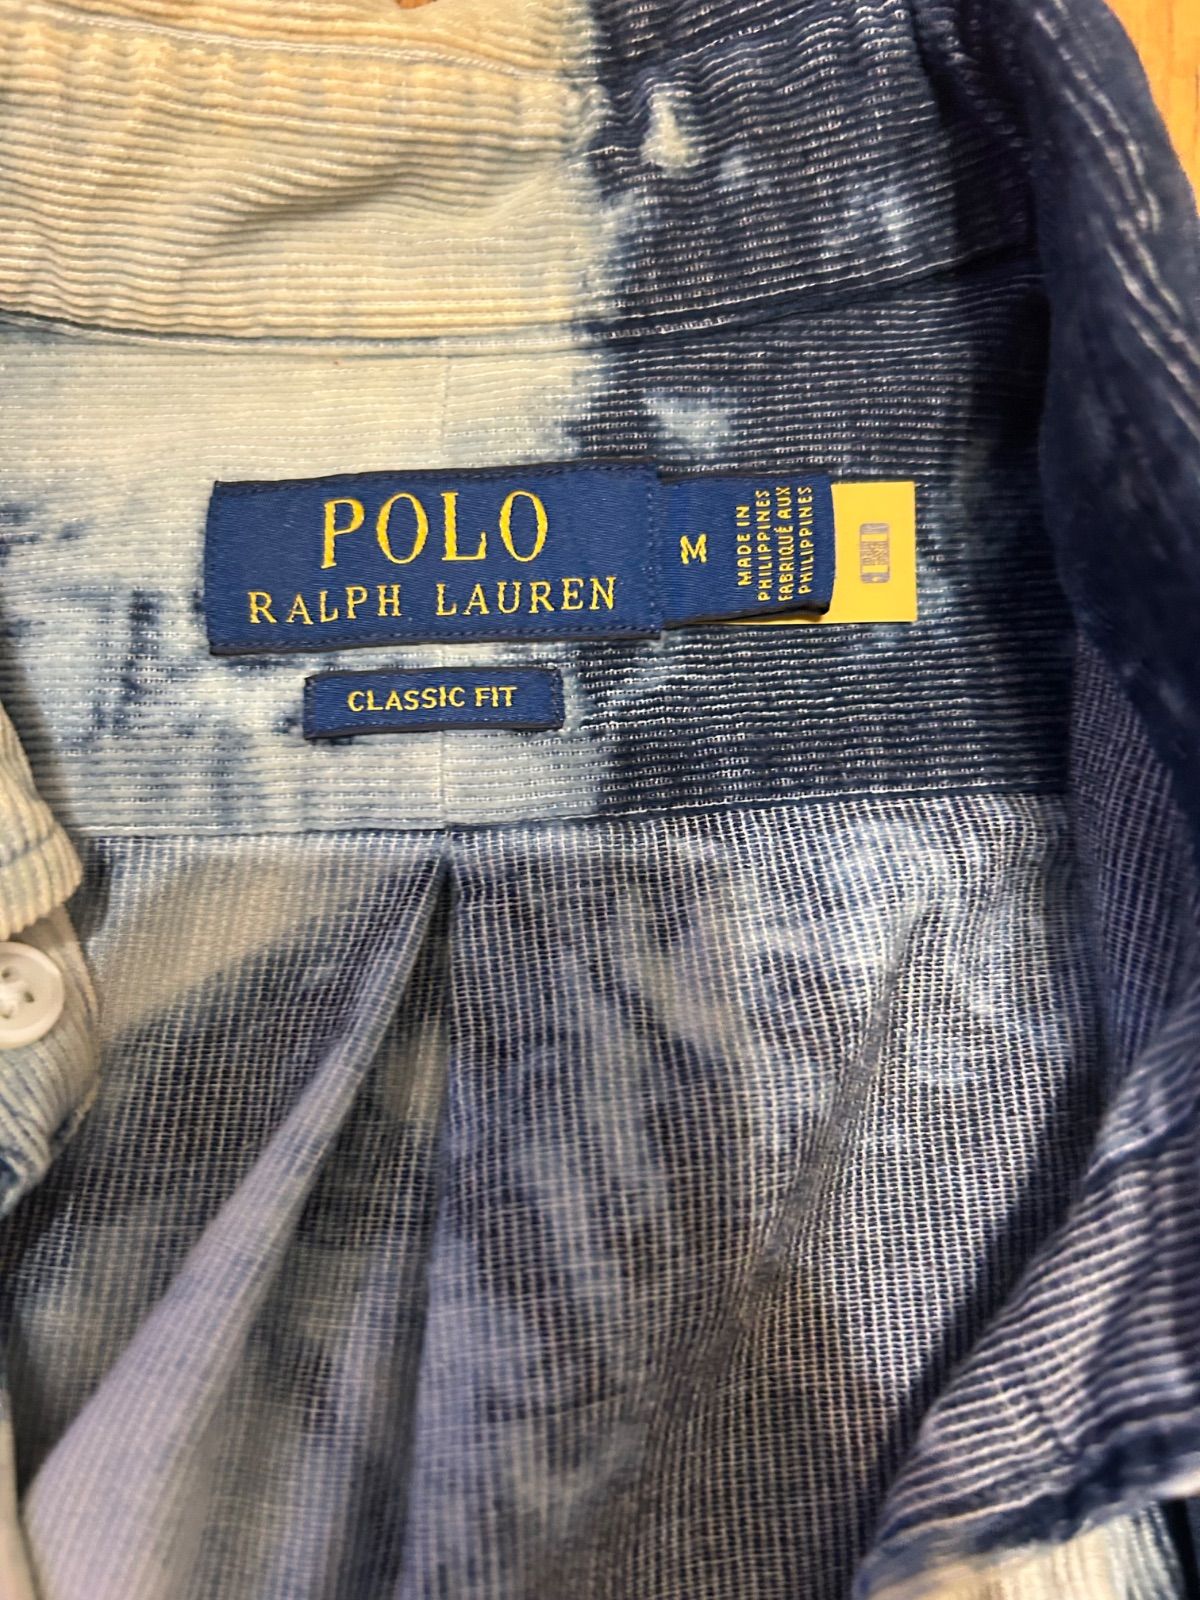 POLO
RALPH LAUREN
M
MADE IN
PHILIPPINES
FABRIQUÉ AUX
PHILIPPINES
CLASSIC FIT